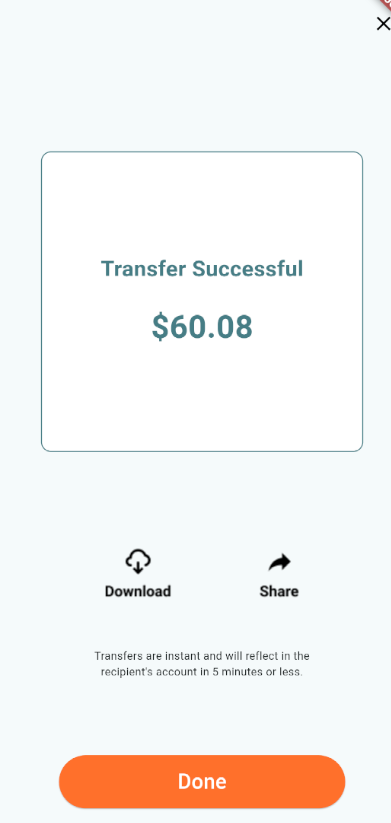 Transfer Successful
$60.08
Download
Share
Transfers are instant and will reflect in the
recipient's account in 5 minutes or less.
Done